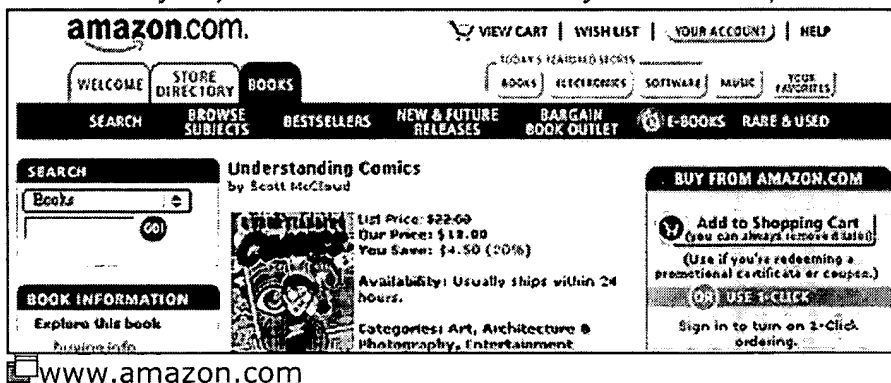 amazon.com.
VIEW CART | WISH LIST | YOUR ACCOUNT | HELP
WELCOME
STORE DIRECTORY
BOOKS
TODAY'S FEATURED STORES
BOOKS
ELECTRONICS
SOFTWARE
MUSIC
YOUR FAVORITES
SEARCH
BROWSE SUBJECTS
BESTSELLERS
NEW & FUTURE RELEASES
BARGAIN BOOK OUTLET
E-BOOKS
RARE & USED
SEARCH
Books
GO!
BOOK INFORMATION
Explore this book
buying info
Understanding Comics
by Scott McCloud
List Price: $22.50
Our Price: $18.00
You Save: $4.50 (20%)
Availability: Usually ships within 24
hours.
Categories: Art, Architecture &
Photography, Entertainment
BUY FROM AMAZON.COM
Add to Shopping Cart
(you can always remove it later)
(Use if you're redeeming a
promotional certificate or coupon.)
OR USE 1-CLICK
Sign in to turn on 1-Click
ordering.
www.amazon.com